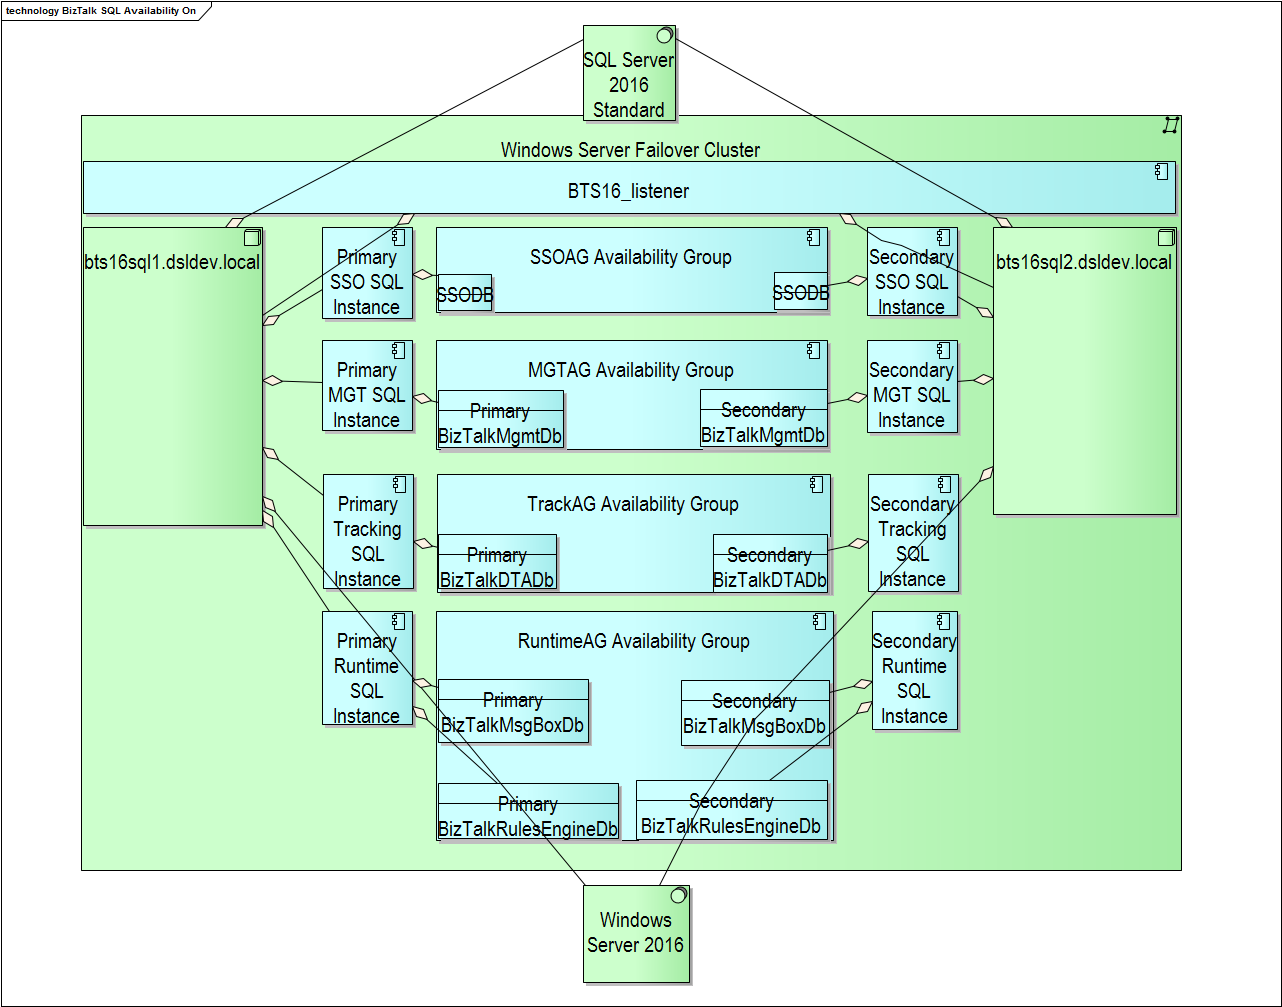 technology BizTalk SQL Availability On
SQL Server
2016
Standard
Windows Server Failover Cluster
BTS16_listener
bts16sql1.dsldev.local
Primary
SSO SQL
Instance
SSOAG Availability Group
SSODB
SSODB
Secondary
SSO SQL
Instance
bts16sql2.dsldev.local
Primary
MGT SQL
Instance
MGTAG Availability Group
Primary
BizTalkMgmtDb
Secondary
BizTalkMgmtDb
Secondary
MGT SQL
Instance
Primary
Tracking
SQL
Instance
TrackAG Availability Group
Primary
BizTalkDTADb
Secondary
BizTalkDTADb
Secondary
Tracking
SQL
Instance
Primary
Runtime
SQL
Instance
RuntimeAG Availability Group
Primary
BizTalkMsgBoxDb
Secondary
BizTalkMsgBoxDb
Secondary
Runtime
SQL
Instance
Primary
BizTalkRulesEngineDb
Secondary
BizTalkRulesEngineDb
Windows
Server 2016